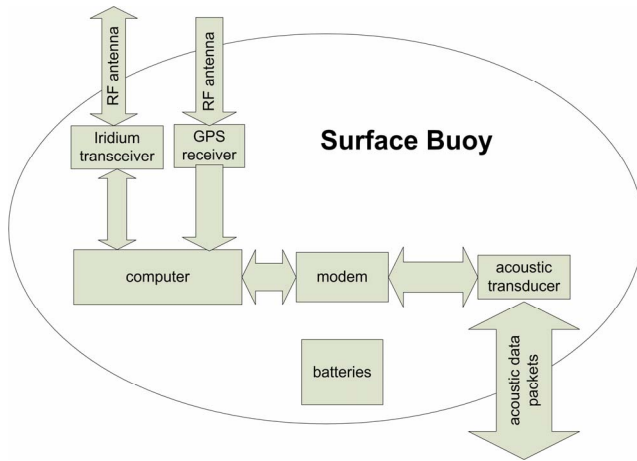 RF antenna
RF antenna
Iridium
transceiver
GPS
receiver
Surface Buoy
computer
modem
acoustic
transducer
batteries
acoustic data
packets